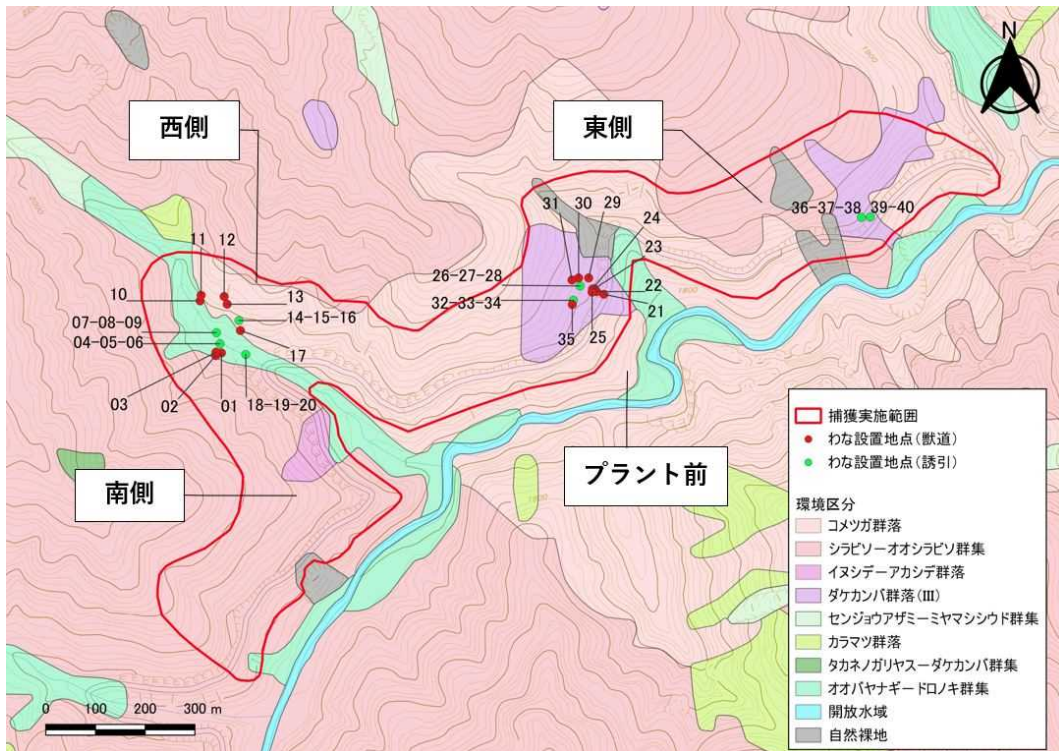 N
西側
東側
31
30
29
24
23
36-37-38
39-40
26-27-28
22
32-33-34
21
35
25
11
12
10
13
14-15-16
07-08-09
04-05-06
17
03
02
01
18-19-20
1800
1800
南側
プラント前
捕獲実施範囲
わな設置地点(獣道)
わな設置地点(誘引)
環境区分
コメツガ群落
シラビソーオオシラビソ群集
イヌシデーアカシデ群落
ダケカンバ群落(Ⅲ)
センジョウアザミーミヤマシシウド群集
カラマツ群落
タカネノガリヤスーダケカンバ群集
オオバヤナギードロノキ群集
開放水域
自然裸地
0 100 200 300 m